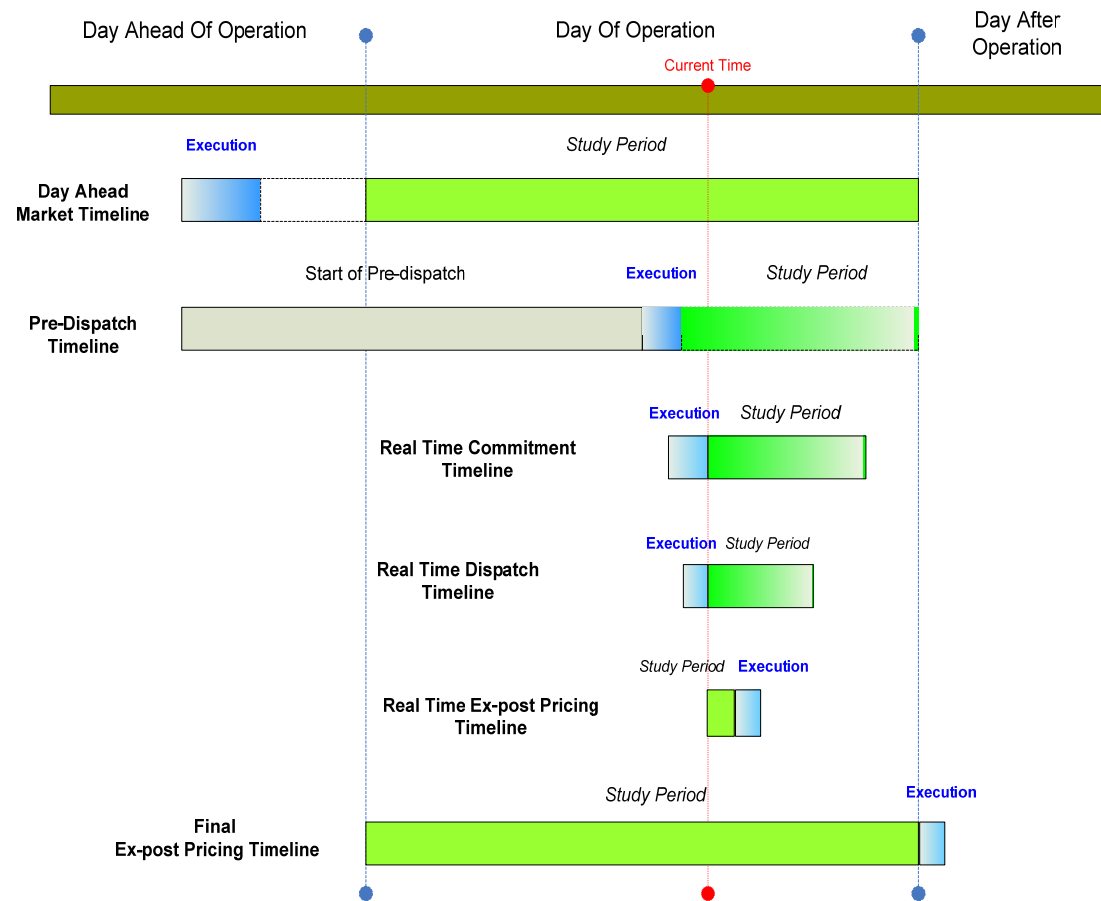 Day Ahead Of Operation
Day Of Operation
Day After
Operation
Current Time
Execution
Study Period
Day Ahead
Market Timeline
Start of Pre-dispatch
Execution
Study Period
Pre-Dispatch
Timeline
Execution
Study Period
Real Time Commitment
Timeline
Execution
Study Period
Real Time Dispatch
Timeline
Study Period
Execution
Real Time Ex-post Pricing
Timeline
Study Period
Execution
Final
Ex-post Pricing Timeline